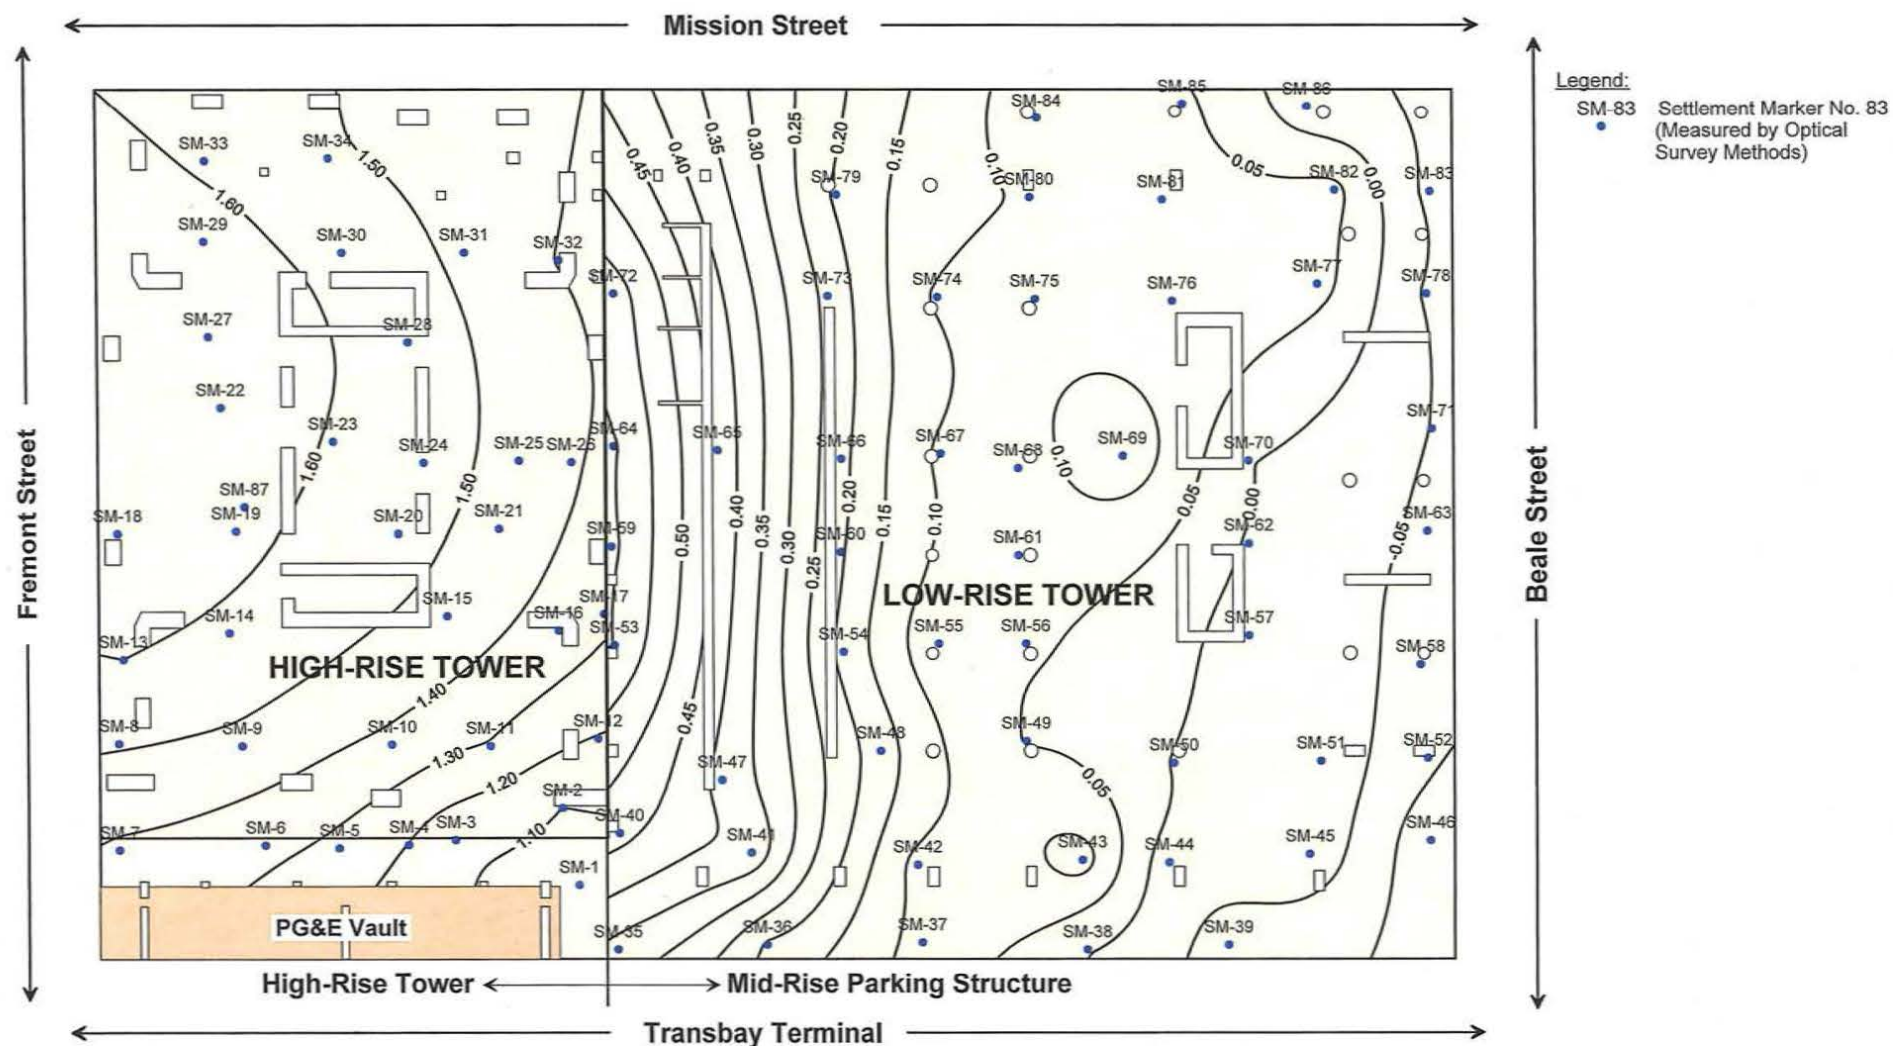 Mission Street
Legend:
SM-83 Settlement Marker No. 83
(Measured by Optical
Survey Methods)
SM-85
SM-86
SM-84
0.25
0.20
0.35
0.30
0.40
0.45
0.15
SM-33
SM-34
1.50
0.10
0.05
0.00
SM-79
SM-80
SM-81
SM-82
SM-83
1.60
SM-29
SM-30
SM-31
SM-32
SM-72
SM-73
SM-74
SM-75
SM-76
SM-77
SM-78
SM-27
SM-28
SM-22
SM-23
SM-24
SM-25
SM-26
SM-64
SM-65
SM-66
SM-67
SM-68
SM-69
SM-70
SM-71
0.10
1.60
1.50
SM-87
SM-18
SM-19
SM-20
SM-21
SM-59
SM-60
SM-61
SM-62
SM-63
0.50
0.40
0.35
0.30
0.25
0.20
0.15
0.10
0.05
0.00
-0.05
Fremont Street
Beale Street
LOW-RISE TOWER
SM-13
SM-14
SM-15
SM-16
SM-17
SM-53
SM-54
SM-55
SM-56
SM-57
SM-58
HIGH-RISE TOWER
1.40
0.45
SM-8
SM-9
SM-10
SM-11
SM-12
SM-47
SM-48
SM-49
SM-50
SM-51
SM-52
1.30
1.20
0.05
SM-2
SM-40
SM-7
SM-6
SM-5
SM-4
SM-3
1.10
SM-41
SM-42
SM-43
SM-44
SM-45
SM-46
SM-1
PG&E Vault
SM-35
SM-36
SM-37
SM-38
SM-39
High-Rise Tower
Mid-Rise Parking Structure
Transbay Terminal